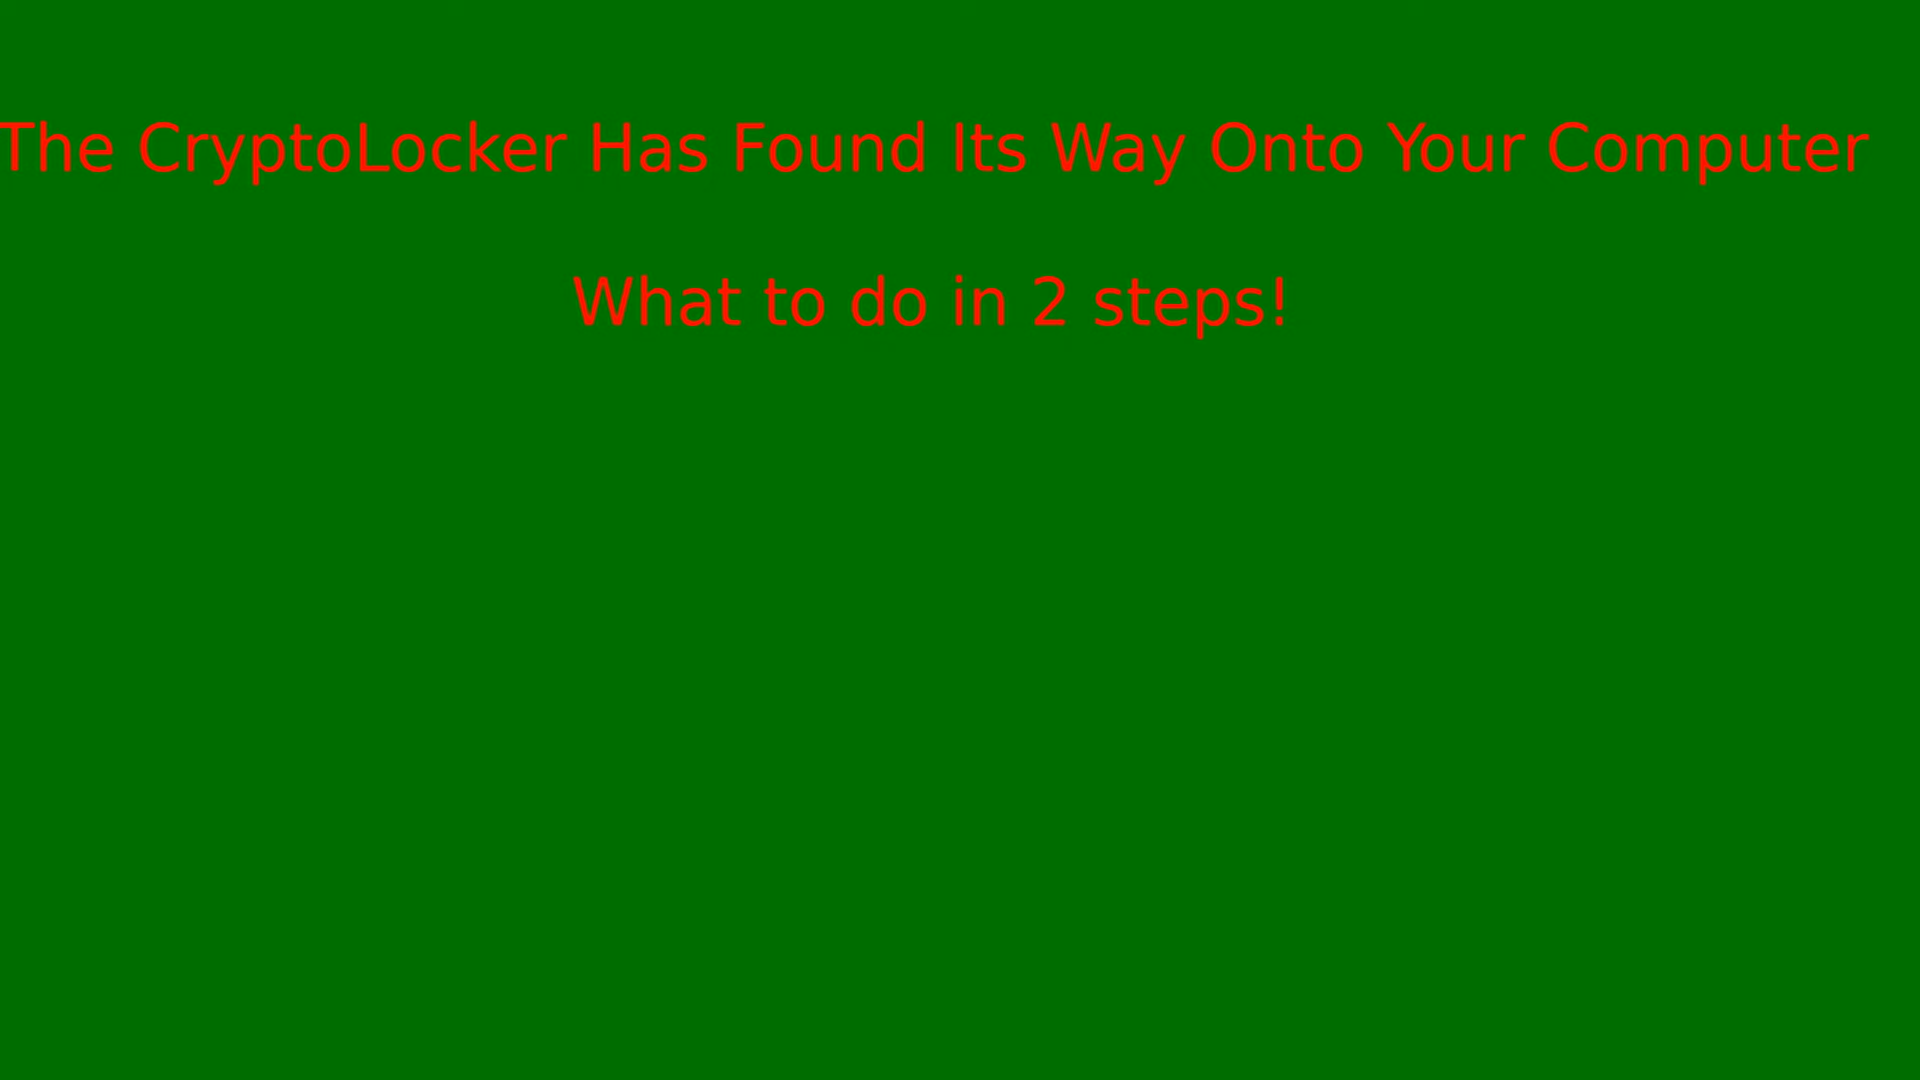 The CryptoLocker Has Found Its Way Onto Your Computer
What to do in 2 steps!